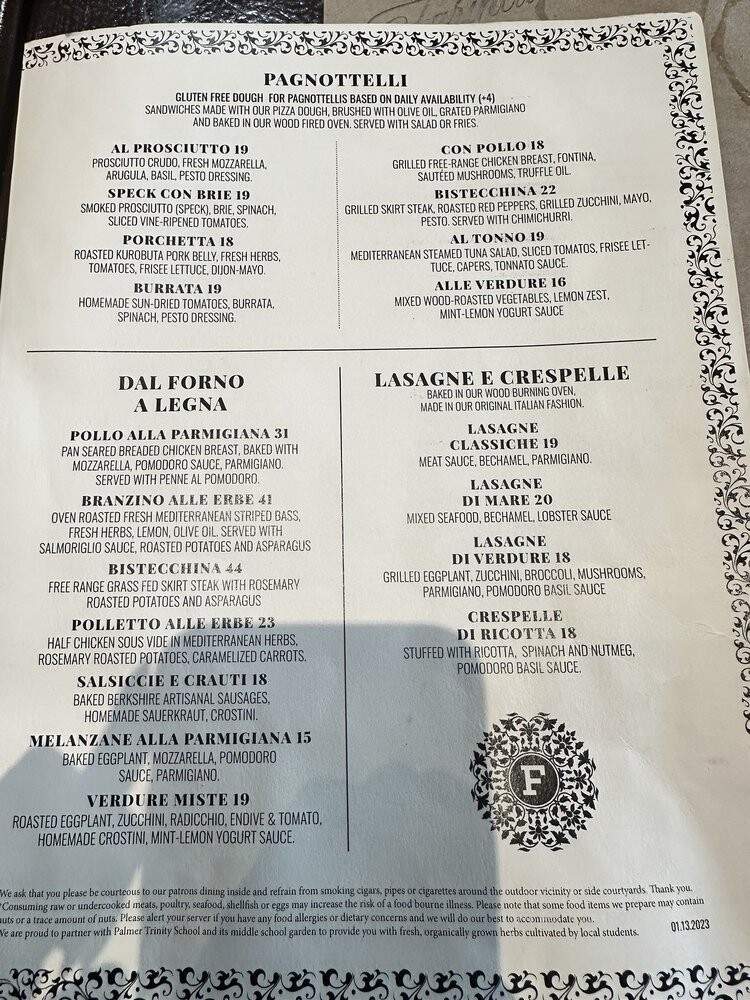 PAGNOTTELLI
GLUTEN FREE DOUGH FOR PAGNOTTELLIS BASED ON DAILY AVAILABILITY (+4)
SANDWICHES MADE WITH OUR PIZZA DOUGH, BRUSHED WITH OLIVE OIL, GRATED PARMIGIANO
AND BAKED IN OUR WOOD FIRED OVEN. SERVED WITH SALAD OR FRIES.
AL PROSCIUTTO 19
PROSCIUTTO CRUDO, FRESH MOZZARELLA,
ARUGULA, BASIL, PESTO DRESSING.
SPECK CON BRIE 19
SMOKED PROSCIUTTO (SPECK), BRIE, SPINACH,
SLICED VINE-RIPENED TOMATOES.
PORCHETTA 18
ROASTED KUROBUTA PORK BELLY, FRESH HERBS,
TOMATOES, FRISEE LETTUCE, DIJON-MAYO.
BURRATA 19
HOMEMADE SUN-DRIED TOMATOES, BURRATA,
SPINACH, PESTO DRESSING.
CON POLLO 18
GRILLED FREE-RANGE CHICKEN BREAST, FONTINA,
SAUTÉED MUSHROOMS, TRUFFLE OIL.
BISTECCHINA 22
GRILLED SKIRT STEAK, ROASTED RED PEPPERS, GRILLED ZUCCHINI, MAYO,
PESTO. SERVED WITH CHIMICHURRI.
AL TONNO 19
MEDITERRANEAN STEAMED TUNA SALAD, SLICED TOMATOS, FRISEE LET-
TUCE, CAPERS, TONNATO SAUCE.
ALLE VERDURE 16
MIXED WOOD-ROASTED VEGETABLES, LEMON ZEST,
MINT-LEMON YOGURT SAUCE
DAL FORNO
A LEGNA
POLLO ALLA PARMIGIANA 31
PAN SEARED BREADED CHICKEN BREAST, BAKED WITH
MOZZARELLA, POMODORO SAUCE, PARMIGIANO.
SERVED WITH PENNE AL POMODORO.
BRANZINO ALLE ERBE 41
OVEN ROASTED FRESH MEDITERRANEAN STRIPED BASS,
FRESH HERBS, LEMON, OLIVE OIL. SERVED WITH
SALMORIGLIO SAUCE, ROASTED POTATOES AND ASPARAGUS
BISTECCHINA 44
FREE RANGE GRASS FED SKIRT STEAK WITH ROSEMARY
ROASTED POTATOES AND ASPARAGUS
POLLETTO ALLE ERBE 23
HALF CHICKEN SOUS VIDE IN MEDITERRANEAN HERBS,
ROSEMARY ROASTED POTATOES, CARAMELIZED CARROTS.
SALSICCIE E CRAUTI 18
BAKED BERKSHIRE ARTISANAL SAUSAGES,
HOMEMADE SAUERKRAUT, CROSTINI.
MELANZANE ALLA PARMIGIANA 15
BAKED EGGPLANT, MOZZARELLA, POMODORO
SAUCE, PARMIGIANO.
VERDURE MISTE 19
ROASTED EGGPLANT, ZUCCHINI, RADICCHIO, ENDIVE & TOMATO,
HOMEMADE CROSTINI, MINT-LEMON YOGURT SAUCE.
LASAGNE E CRESPELLE
BAKED IN OUR WOOD BURNING OVEN,
MADE IN OUR ORIGINAL ITALIAN FASHION.
LASAGNE
CLASSICHE 19
MEAT SAUCE, BECHAMEL, PARMIGIANO.
LASAGNE
DI MARE 20
MIXED SEAFOOD, BECHAMEL, LOBSTER SAUCE
LASAGNE
DI VERDURE 18
GRILLED EGGPLANT, ZUCCHINI, BROCCOLI, MUSHROOMS,
PARMIGIANO, POMODORO BASIL SAUCE
CRESPELLE
DI RICOTTA 18
STUFFED WITH RICOTTA, SPINACH AND NUTMEG,
POMODORO BASIL SAUCE.
F
We ask that you please be courteous to our patrons dining inside and refrain from smoking cigars, pipes or cigarettes around the outdoor vicinity or side courtyards. Thank you.
*Consuming raw or undercooked meats, poultry, seafood, shellfish or eggs may increase the risk of a food bourne illness. Please note that some food items we prepare may contain
nuts or a trace amount of nuts. Please alert your server if you have any food allergies or dietary concerns and we will do our best to accommodate you.
We are proud to partner with Palmer Trinity School and its middle school garden to provide you with fresh, organically grown herbs cultivated by local students.
01.13.2023